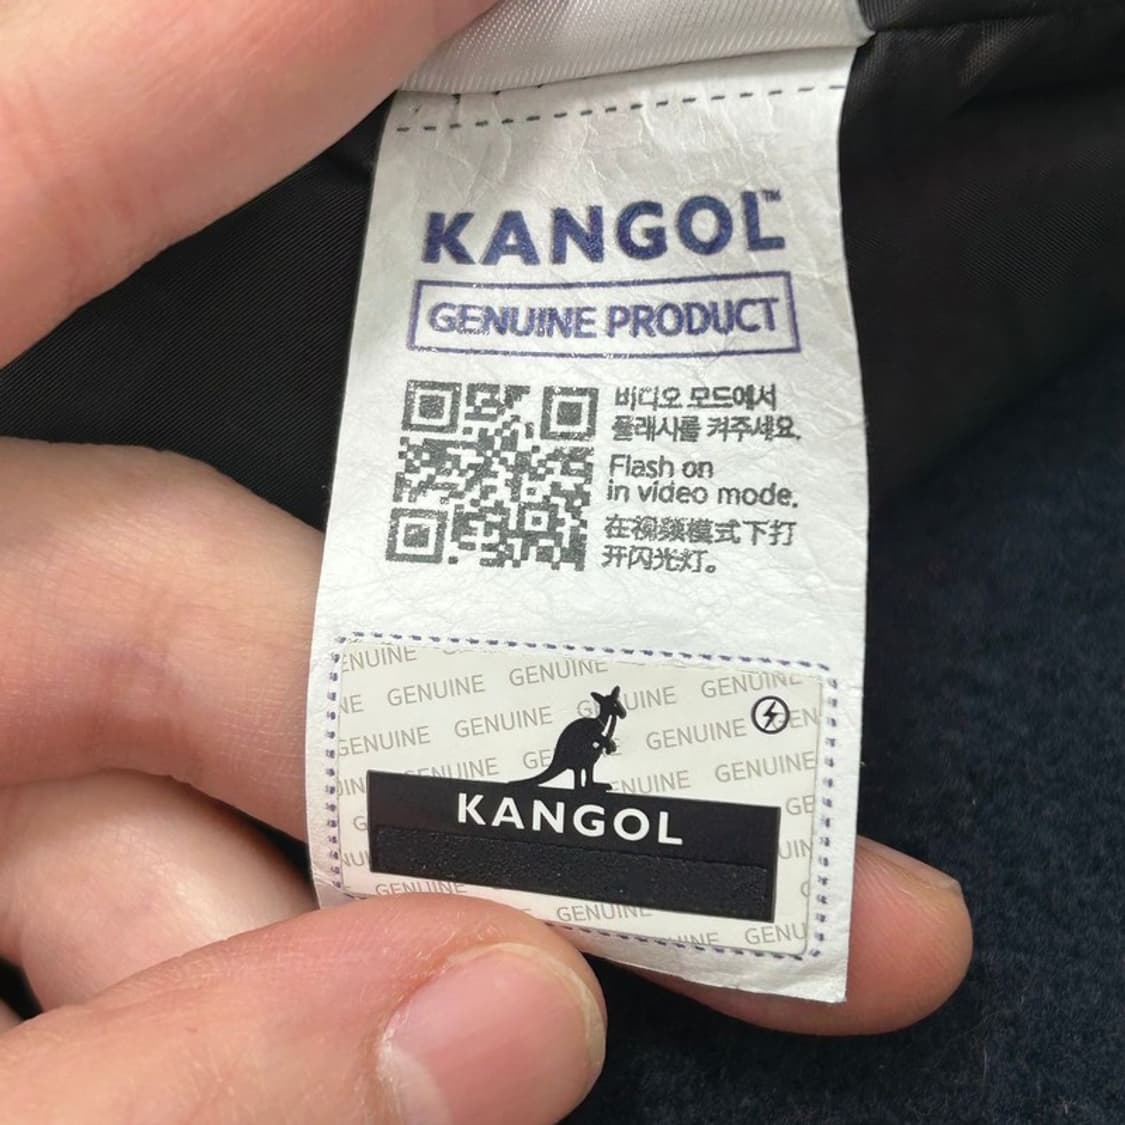 KANGOL™
GENUINE PRODUCT
비디오 모드에서
플래시를 켜주세요.
Flash on
in video mode.
在视频模式下打
开闪光灯。
GENUINE GENUINE
GENUINE GENUINE GENUINE
GENUINE GENUINE GENUINE
GENUINE GENUINE
KANGOL
GENUINE
GENUINE